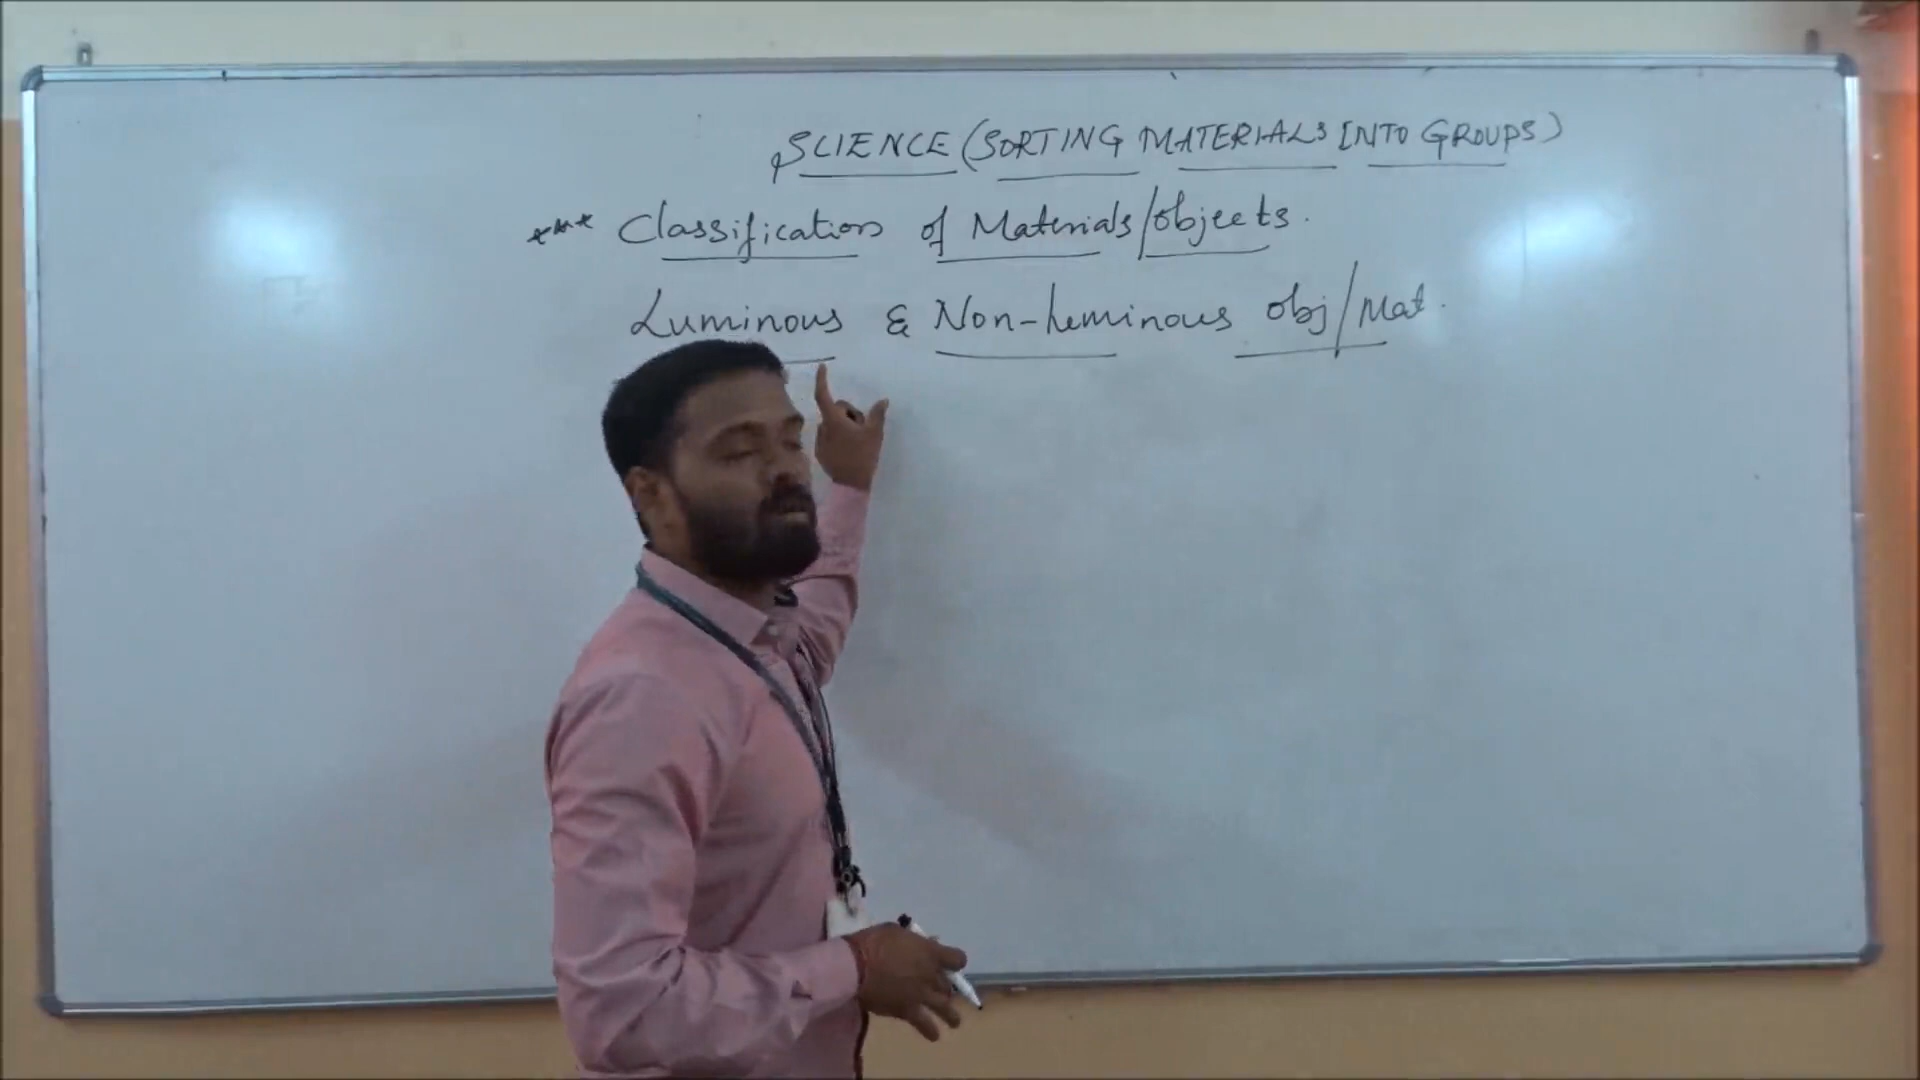 SCIENCE (SORTING MATERIALS INTO GROUPS)
*** Classification of Materials/objects.
Luminous & Non-luminous obj/Mat.